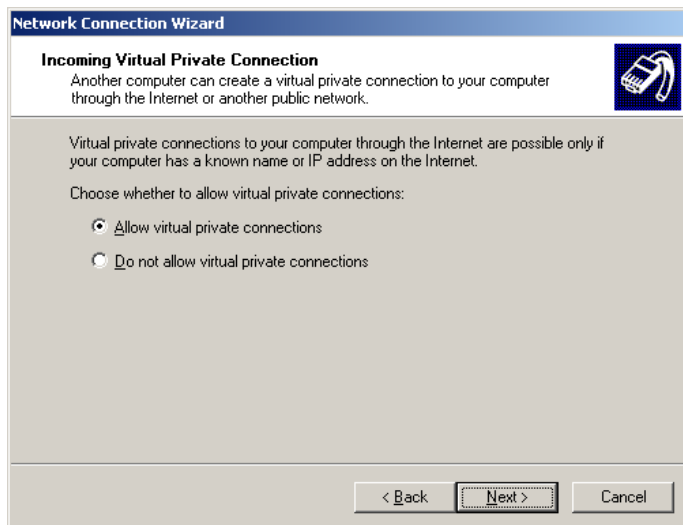 Network Connection Wizard
Incoming Virtual Private Connection
Another computer can create a virtual private connection to your computer
through the Internet or another public network.
Virtual private connections to your computer through the Internet are possible only if
your computer has a known name or IP address on the Internet.
Choose whether to allow virtual private connections:
Allow virtual private connections
Do not allow virtual private connections
< Back
Next >
Cancel